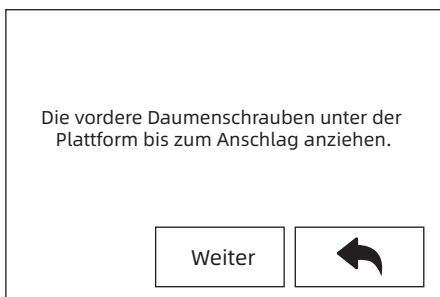 Die vordere Daumenschrauben unter der
Plattform bis zum Anschlag anziehen.
Weiter